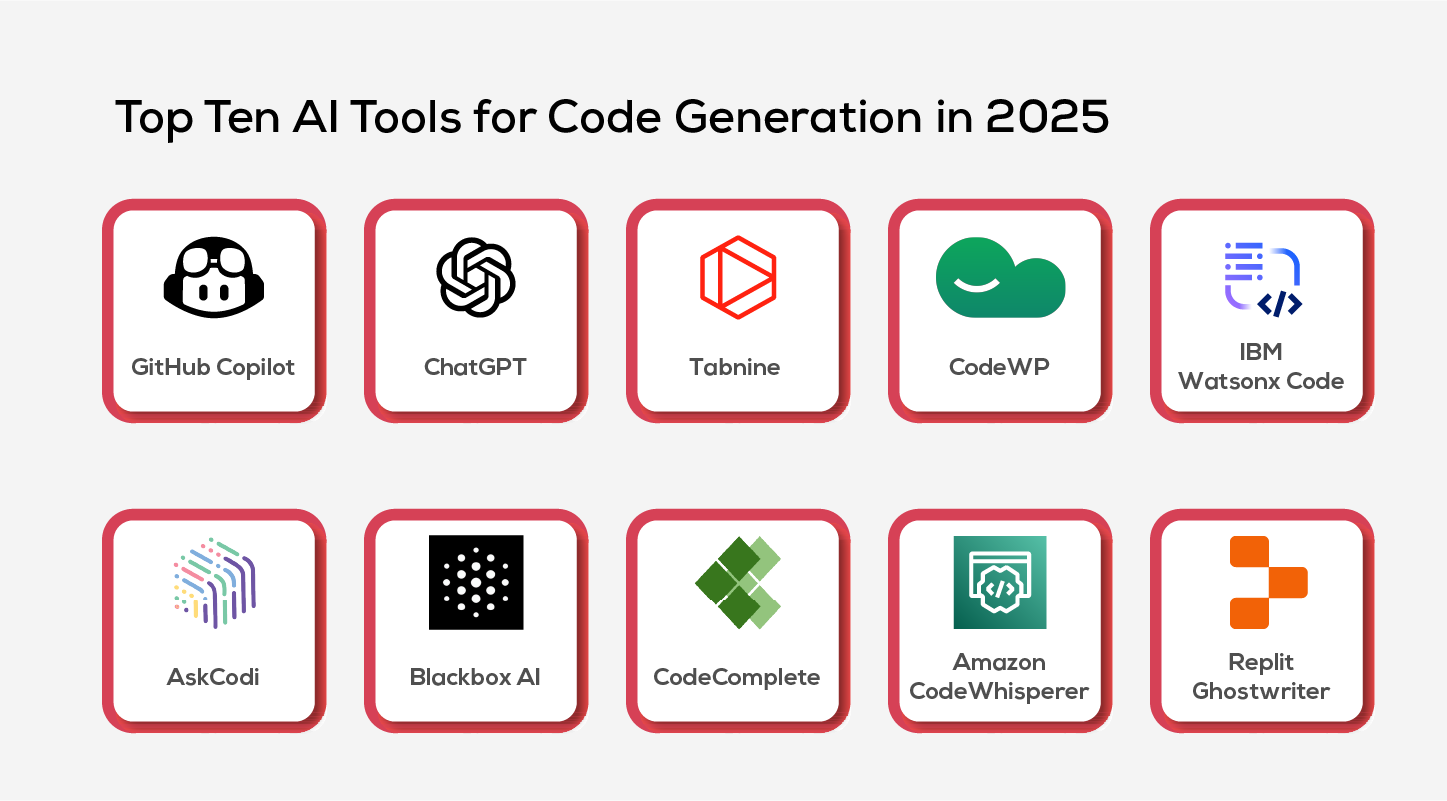 Top Ten AI Tools for Code Generation in 2025
GitHub Copilot
ChatGPT
Tabnine
CodeWP
IBM
Watsonx Code
AskCodi
Blackbox AI
CodeComplete
Amazon
CodeWhisperer
Replit
Ghostwriter